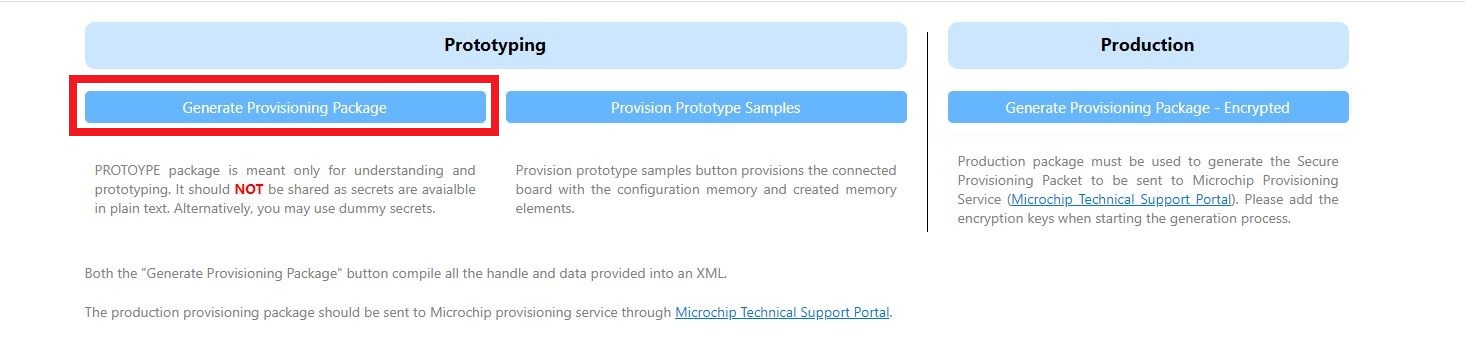 Prototyping
Production
Generate Provisioning Package
Provision Prototype Samples
Generate Provisioning Package - Encrypted
PROTOYPE package is meant only for understanding and
prototyping. It should NOT be shared as secrets are avaialble
in plain text. Alternatively, you may use dummy secrets.
Provision prototype samples button provisions the connected
board with the configuration memory and created memory
elements.
Production package must be used to generate the Secure
Provisioning Packet to be sent to Microchip Provisioning
Service (Microchip Technical Support Portal). Please add the
encryption keys when starting the generation process.
Both the "Generate Provisioning Package" button compile all the handle and data provided into an XML.
The production provisioning package should be sent to Microchip provisioning service through Microchip Technical Support Portal.